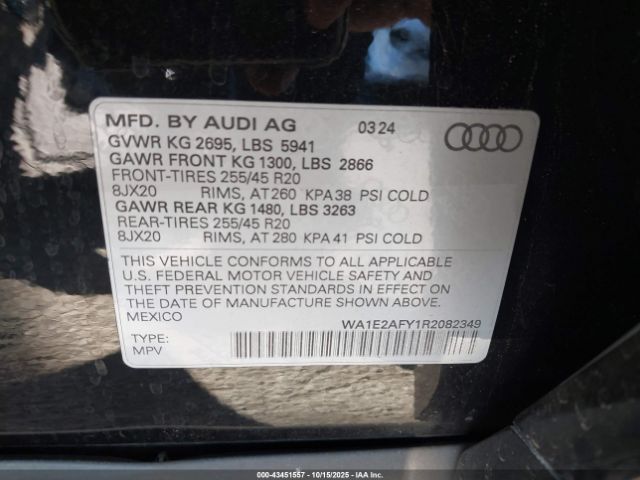 MFD. BY AUDI AG 03 24
GVWR KG 2695, LBS 5941
GAWR FRONT KG 1300, LBS 2866
FRONT-TIRES 255/45 R20
8JX20 RIMS, AT 260 KPA 38 PSI COLD
GAWR REAR KG 1480, LBS 3263
REAR-TIRES 255/45 R20
8JX20 RIMS, AT 280 KPA 41 PSI COLD
THIS VEHICLE CONFORMS TO ALL APPLICABLE
U.S. FEDERAL MOTOR VEHICLE SAFETY AND
THEFT PREVENTION STANDARDS IN EFFECT ON
THE DATE OF MANUFACTURE SHOWN ABOVE.
MEXICO
WA1E2AFY1R2082349
TYPE:
MPV
000-43451557 - 10/15/2025 - IAA Inc.